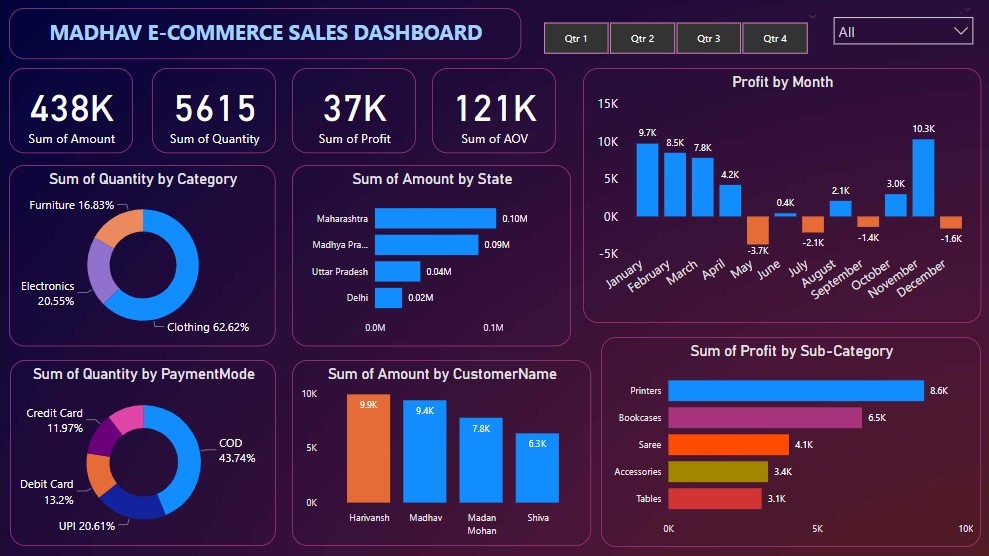 MADHAV E-COMMERCE SALES DASHBOARD
Qtr 1
Qtr 2
Qtr 3
Qtr 4
All
438K
Sum of Amount
5615
Sum of Quantity
37K
Sum of Profit
121K
Sum of AOV
Profit by Month
15K
10K
5K
0K
-5K
9.7K
8.5K
7.8K
4.2K
-3.7K
0.4K
-2.1K
2.1K
-1.4K
3.0K
10.3K
-1.6K
January
February
March
April
May
June
July
August
September
October
November
December
Sum of Quantity by Category
Furniture 16.83%
Electronics
20.55%
Clothing 62.62%
Sum of Amount by State
Maharashtra
0.10M
Madhya Pra...
0.09M
Uttar Pradesh
0.04M
Delhi
0.02M
0.0M
0.1M
Sum of Quantity by PaymentMode
Credit Card
11.97%
COD
43.74%
Debit Card
13.2%
UPI 20.61%
Sum of Amount by CustomerName
10K
5K
0K
9.9K
9.4K
7.8K
6.3K
Harivansh
Madhav
Madan
Mohan
Shiva
Sum of Profit by Sub-Category
Printers
8.6K
Bookcases
6.5K
Saree
4.1K
Accessories
3.4K
Tables
3.1K
0K
5K
10K